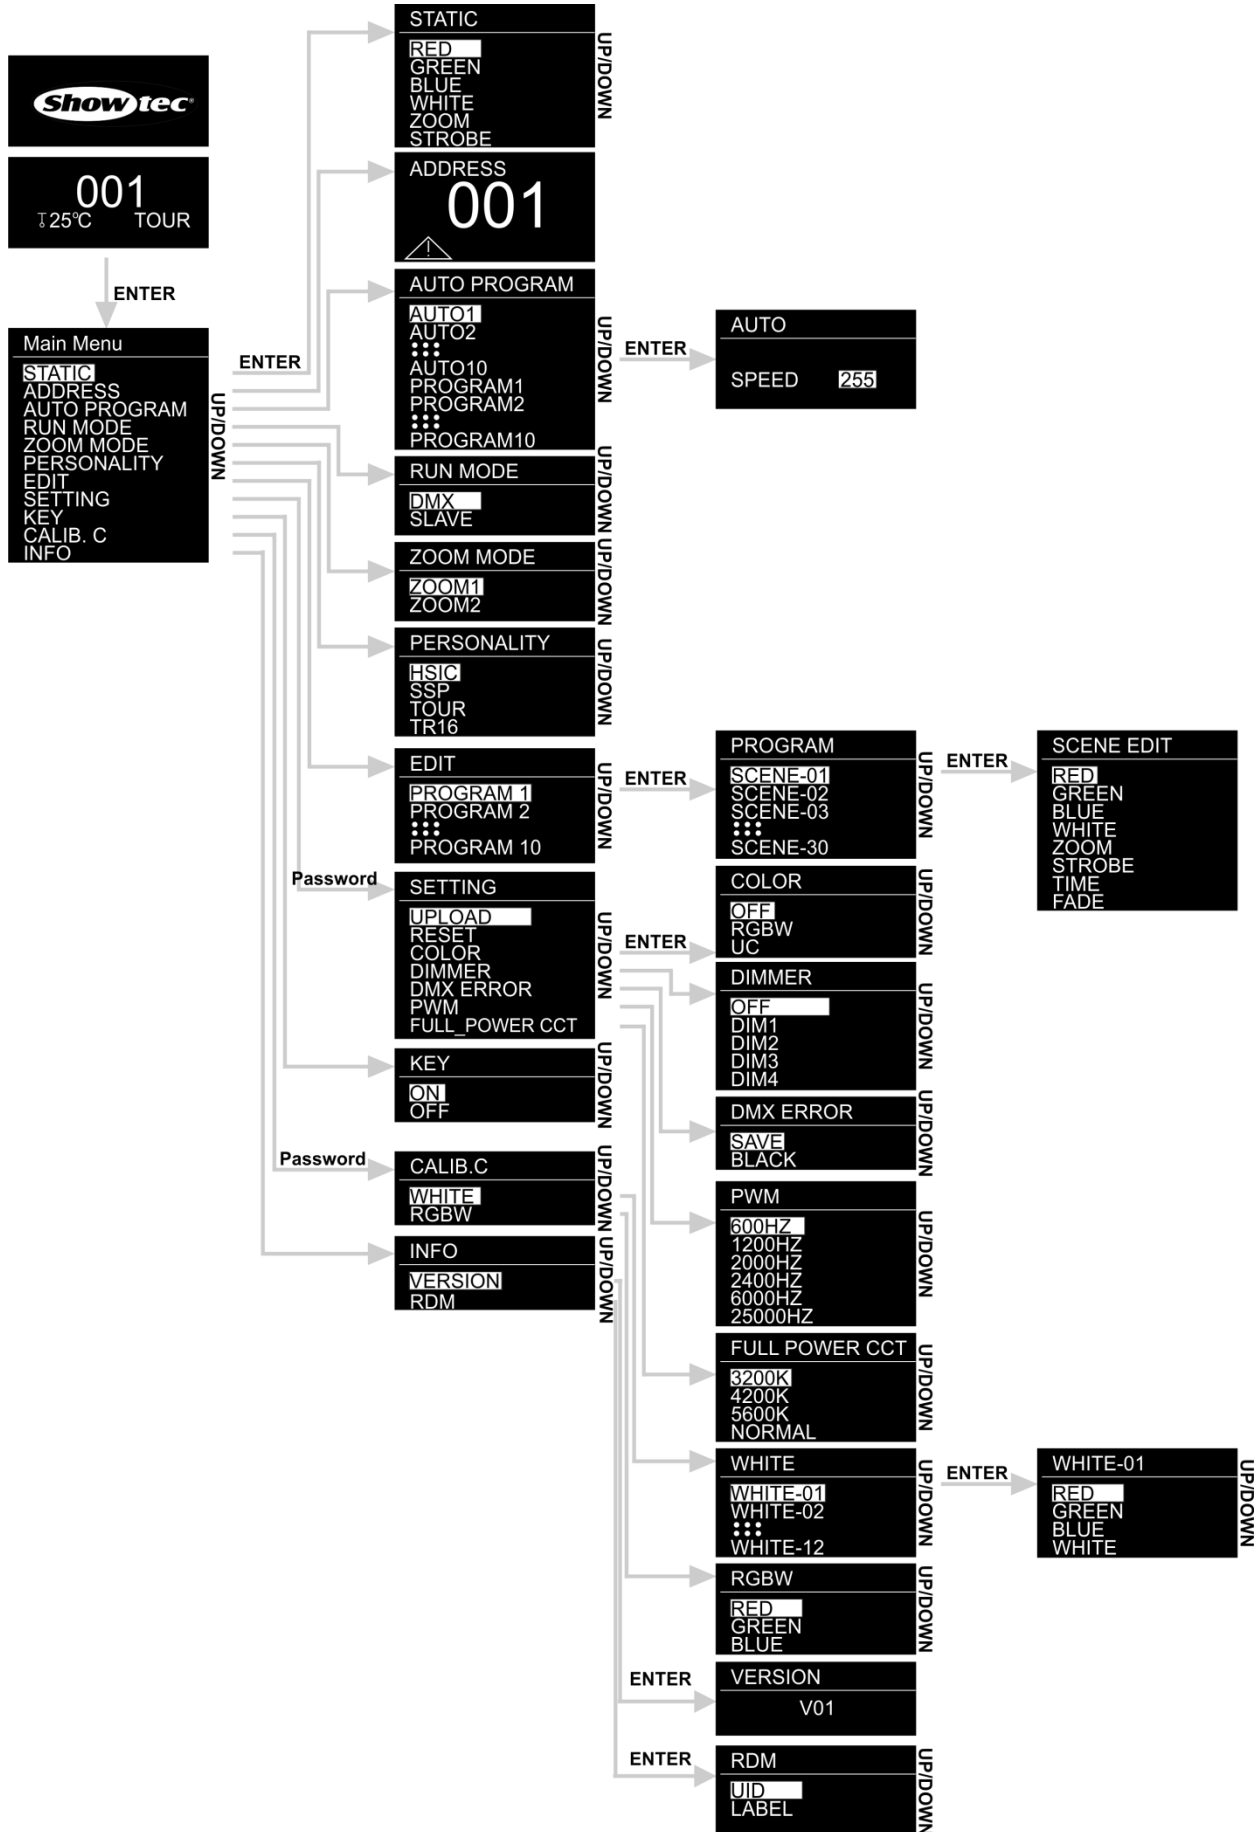 Showtec®
001
25°C TOUR
ENTER
Main Menu
STATIC
ADDRESS
AUTO PROGRAM
RUN MODE
ZOOM MODE
PERSONALITY
EDIT
SETTING
KEY
CALIB. C
INFO
UP/DOWN
ENTER
STATIC
RED
GREEN
BLUE
WHITE
ZOOM
STROBE
UP/DOWN
ADDRESS
001
!
AUTO PROGRAM
AUTO1
AUTO2
AUTO10
PROGRAM1
PROGRAM2
PROGRAM10
UP/DOWN
ENTER
AUTO
SPEED 255
RUN MODE
DMX
SLAVE
UP/DOWN
ZOOM MODE
ZOOM1
ZOOM2
UP/DOWN
PERSONALITY
HSIC
SSP
TOUR
TR16
UP/DOWN
EDIT
PROGRAM 1
PROGRAM 2
PROGRAM 10
UP/DOWN
ENTER
PROGRAM
SCENE-01
SCENE-02
SCENE-03
SCENE-30
UP/DOWN
ENTER
SCENE EDIT
RED
GREEN
BLUE
WHITE
ZOOM
STROBE
TIME
FADE
Password
SETTING
UPLOAD
RESET
COLOR
DIMMER
DMX ERROR
PWM
FULL_POWER CCT
UP/DOWN
ENTER
COLOR
OFF
RGBW
UC
UP/DOWN
DIMMER
OFF
DIM1
DIM2
DIM3
DIM4
UP/DOWN
DMX ERROR
SAVE
BLACK
UP/DOWN
PWM
600HZ
1200HZ
2000HZ
2400HZ
6000HZ
25000HZ
UP/DOWN
FULL POWER CCT
3200K
4200K
5600K
NORMAL
UP/DOWN
KEY
ON
OFF
UP/DOWN
Password
CALIB.C
WHITE
RGBW
UP/DOWN
WHITE
WHITE-01
WHITE-02
WHITE-12
UP/DOWN
ENTER
WHITE-01
RED
GREEN
BLUE
WHITE
UP/DOWN
RGBW
RED
GREEN
BLUE
UP/DOWN
INFO
VERSION
RDM
UP/DOWN
ENTER
VERSION
V01
ENTER
RDM
UID
LABEL
UP/DOWN